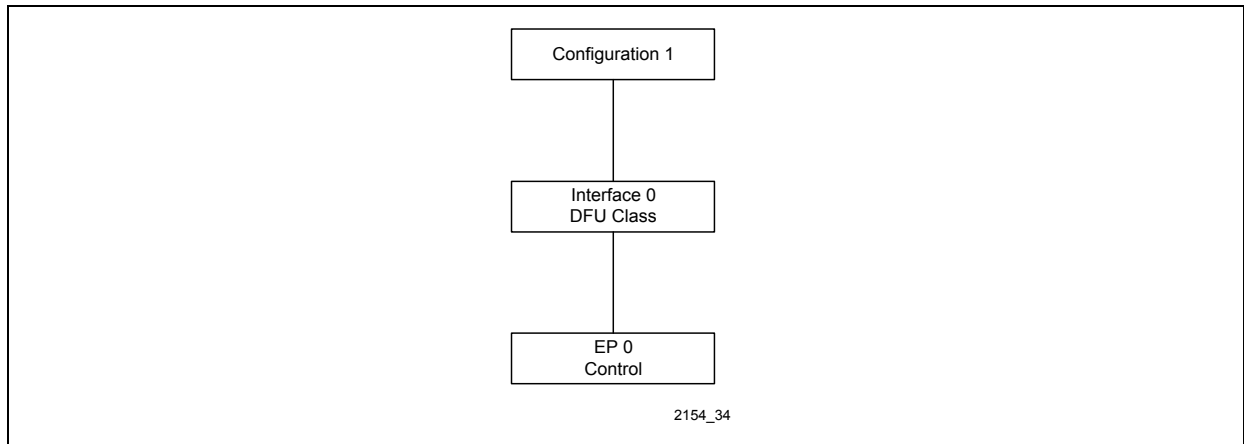 Configuration 1
Interface 0
DFU Class
EP 0
Control
2154_34